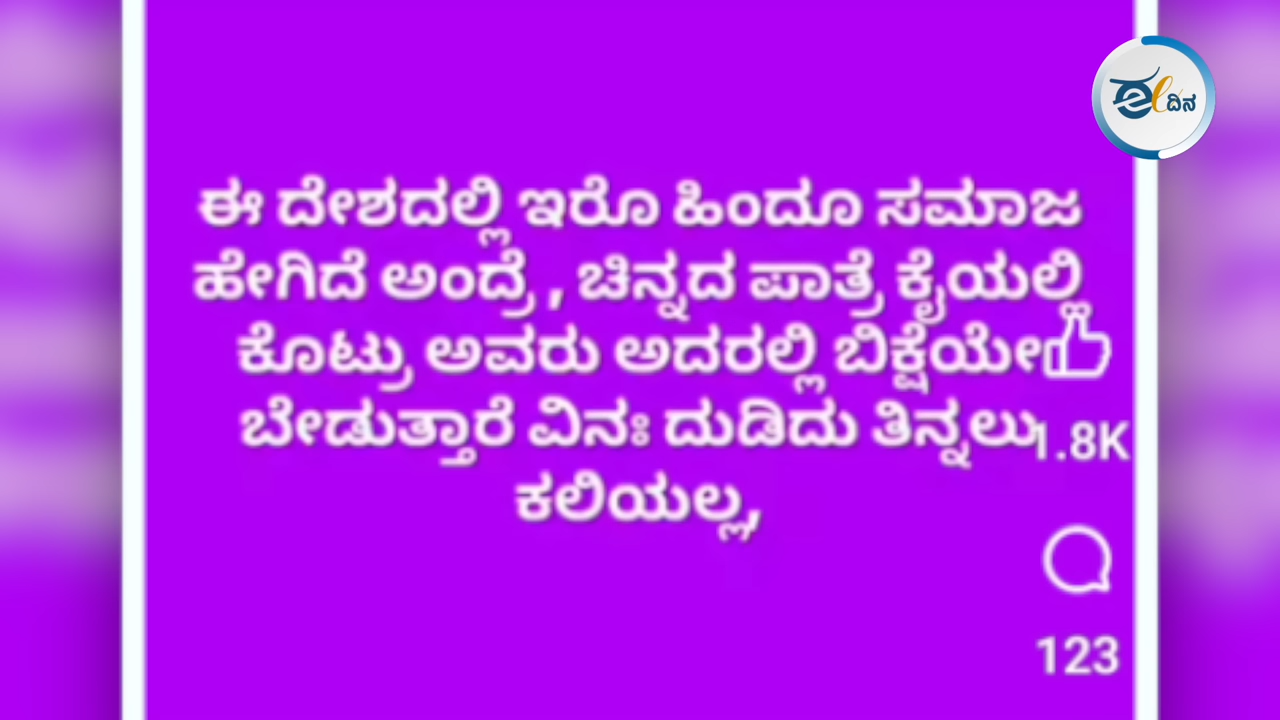 ಈ ದೇಶದಲ್ಲಿ ಇರೊ ಹಿಂದೂ ಸಮಾಜ
ಹೇಗಿದೆ ಅಂದ್ರೆ , ಚಿನ್ನದ ಪಾತ್ರೆ ಕೈಯಲ್ಲಿ
ಕೊಟ್ರು ಅವರು ಅದರಲ್ಲಿ ಬಿಕ್ಷೆಯೇ
ಬೇಡುತ್ತಾರೆ ವಿನಃ ದುಡಿದು ತಿನ್ನಲು
ಕಲಿಯಲ್ಲ,
1.8K
123
ಈ ದಿನ